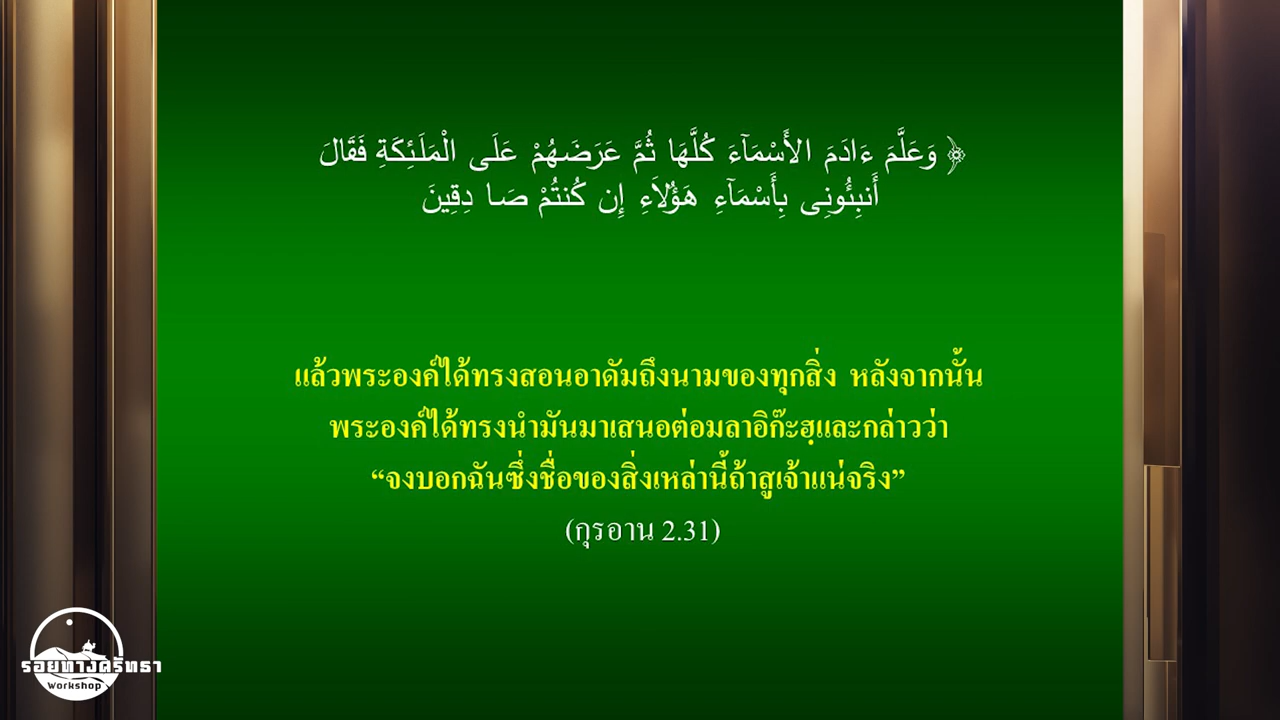 ﴿ وَعَلَّمَ ءَادَمَ الأَسْمَآءَ كُلَّهَا ثُمَّ عَرَضَهُمْ عَلَى الْمَلَـئِكَةِ فَقَالَ
أَنبِئُونِى بِأَسْمَآءِ هَـؤُلاَءِ إِن كُنتُمْ صَـا دِقِينَ
แล้วพระองค์ได้ทรงสอนอาดัมถึงนามของทุกสิ่ง หลังจากนั้น
พระองค์ได้ทรงนำมันมาเสนอต่อมลาอิก๊ะฮฺและกล่าวว่า
“จงบอกฉันซึ่งชื่อของสิ่งเหล่านี้ถ้าสูเจ้าแน่จริง”
(กุรอาน 2.31)
รอยทางศรัทธา
Workshop